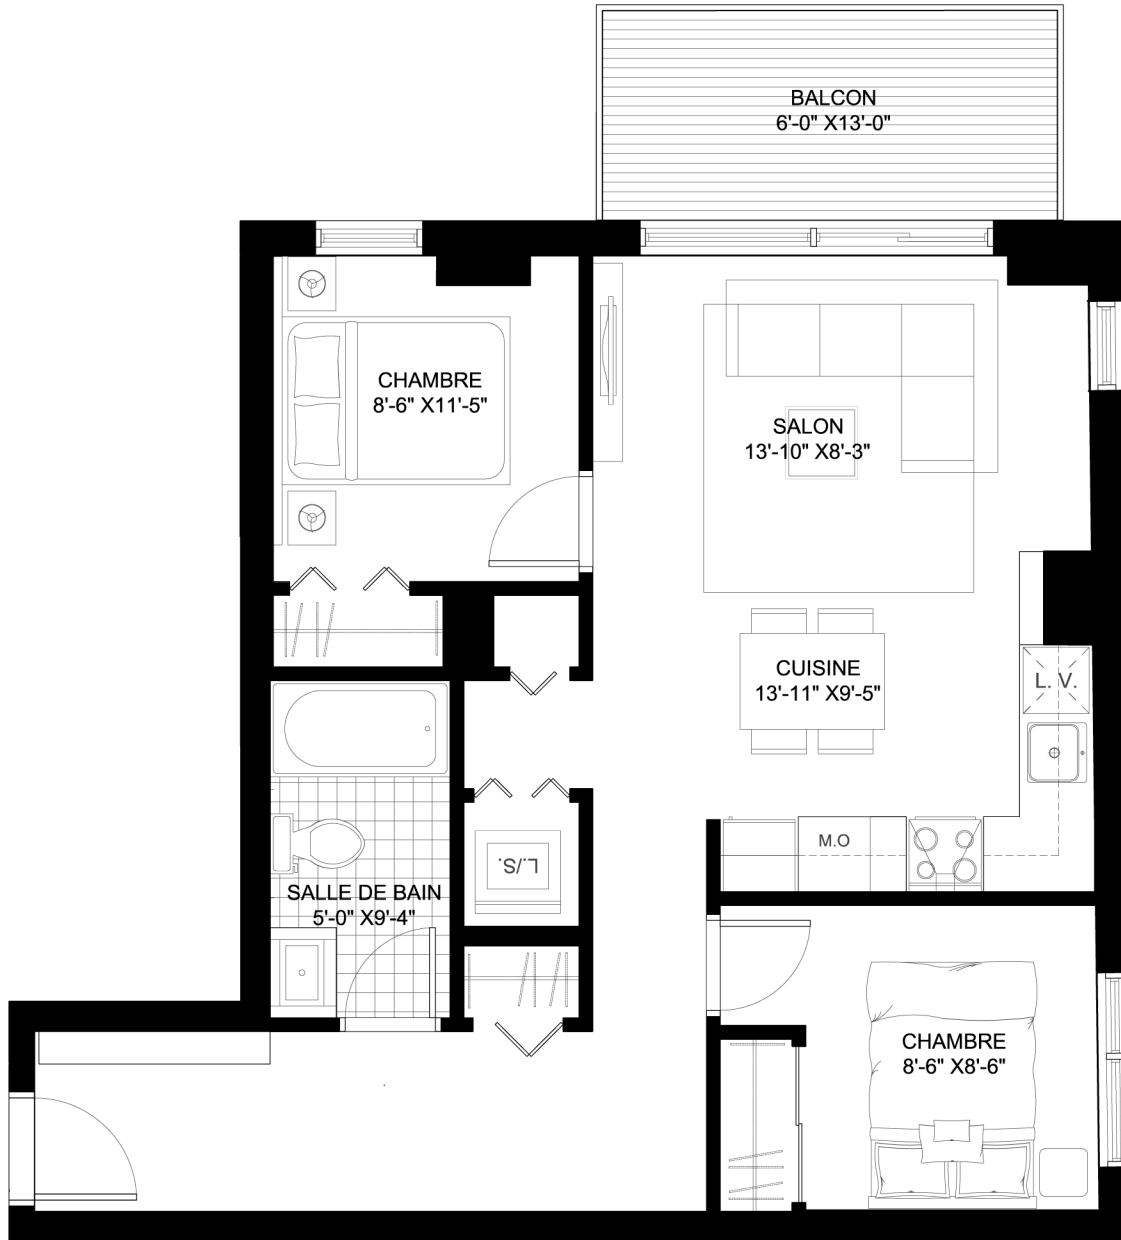 BALCON
6'-0" X13'-0"
CHAMBRE
8'-6" X11'-5"
SALON
13'-10" X8'-3"
CUISINE
13'-11" X9'-5"
L. V.
M.O
L./S.
SALLE DE BAIN
5'-0" X9'-4"
CHAMBRE
8'-6" X8'-6"